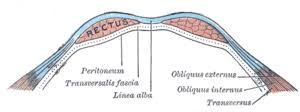 RECTUS
Peritoneum
Transversalis fascia
Linea alba
Obliquus externus
Obliquus internus
Transversus